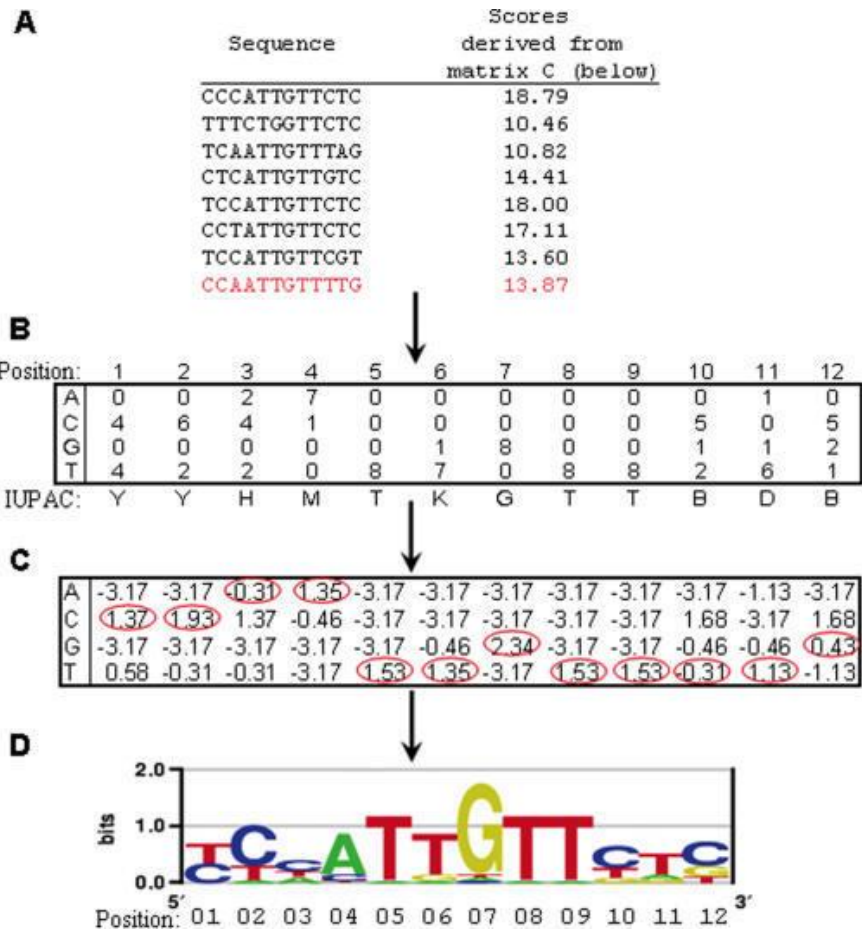 A
Scores
Sequence derived from
matrix C (below)
CCCATTGTTCTC 18.79
TTTCTGGTTCTC 10.46
TCAATTGTTTAG 10.82
CTCATTGTTGTC 14.41
TCCATTGTTCTC 18.00
CCTATTGTTCTC 17.11
TCCATTGTTCGT 13.60
CCAATTGTTTTG 13.87
B
Position: 1 2 3 4 5 6 7 8 9 10 11 12
A 0 0 2 7 0 0 0 0 0 0 1 0
C 4 6 4 1 0 0 0 0 0 5 0 5
G 0 0 0 0 0 1 8 0 0 1 1 2
T 4 2 2 0 8 7 0 8 8 2 6 1
IUPAC: Y Y H M T K G T T B D B
C
A -3.17 -3.17 -0.31 1.35 -3.17 -3.17 -3.17 -3.17 -3.17 -3.17 -1.13 -3.17
C 1.37 1.93 1.37 -0.46 -3.17 -3.17 -3.17 -3.17 -3.17 1.68 -3.17 1.68
G -3.17 -3.17 -3.17 -3.17 -3.17 -0.46 2.34 -3.17 -3.17 -0.46 -0.46 0.43
T 0.58 -0.31 -0.31 -3.17 1.53 1.35 -3.17 1.53 1.53 -0.31 1.13 -1.13
D
bits
2.0
1.0
0.0
TCCATTGTTCTC
5′ 3′
Position: 01 02 03 04 05 06 07 08 09 10 11 12